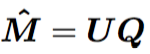 M̂ = UQ